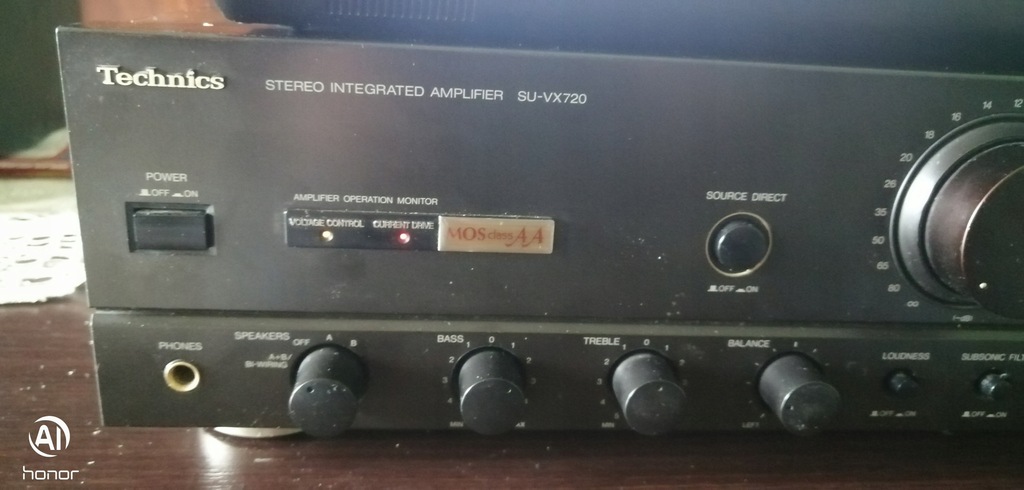 Technics
STEREO INTEGRATED AMPLIFIER SU-VX720
POWER
OFF ON
AMPLIFIER OPERATION MONITOR
VOLTAGE CONTROL CURRENT DRIVE
MOS class AA
SOURCE DIRECT
OFF ON
12
14
16
18
20
26
35
50
65
80
∞
-dB
PHONES
SPEAKERS
OFF A B
A+B/
BI-WIRING
BASS
1 0 1
2 2
3 3
MIN
TREBLE
1 0 1
2 2
3
MIN
BALANCE
LEFT
LOUDNESS
OFF ON
SUBSONIC FILT
OFF ON
AI
honor